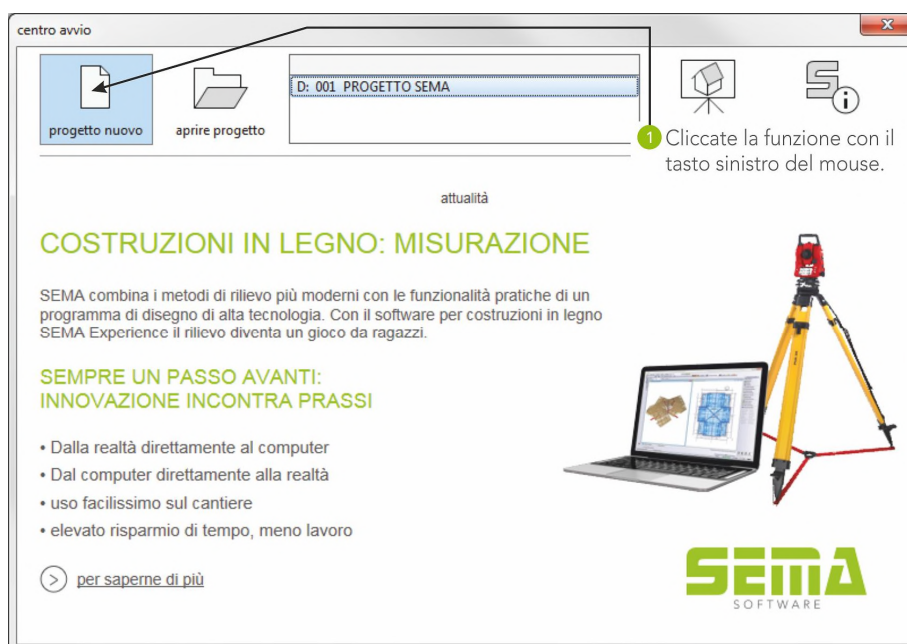 centro avvio
progetto nuovo
aprire progetto
D: 001 PROGETTO SEMA
1 Cliccate la funzione con il
tasto sinistro del mouse.
attualità
COSTRUZIONI IN LEGNO: MISURAZIONE
SEMA combina i metodi di rilievo più moderni con le funzionalità pratiche di un
programma di disegno di alta tecnologia. Con il software per costruzioni in legno
SEMA Experience il rilievo diventa un gioco da ragazzi.
SEMPRE UN PASSO AVANTI:
INNOVAZIONE INCONTRA PRASSI
• Dalla realtà direttamente al computer
• Dal computer direttamente alla realtà
• uso facilissimo sul cantiere
• elevato risparmio di tempo, meno lavoro
per saperne di più
SEMA
SOFTWARE